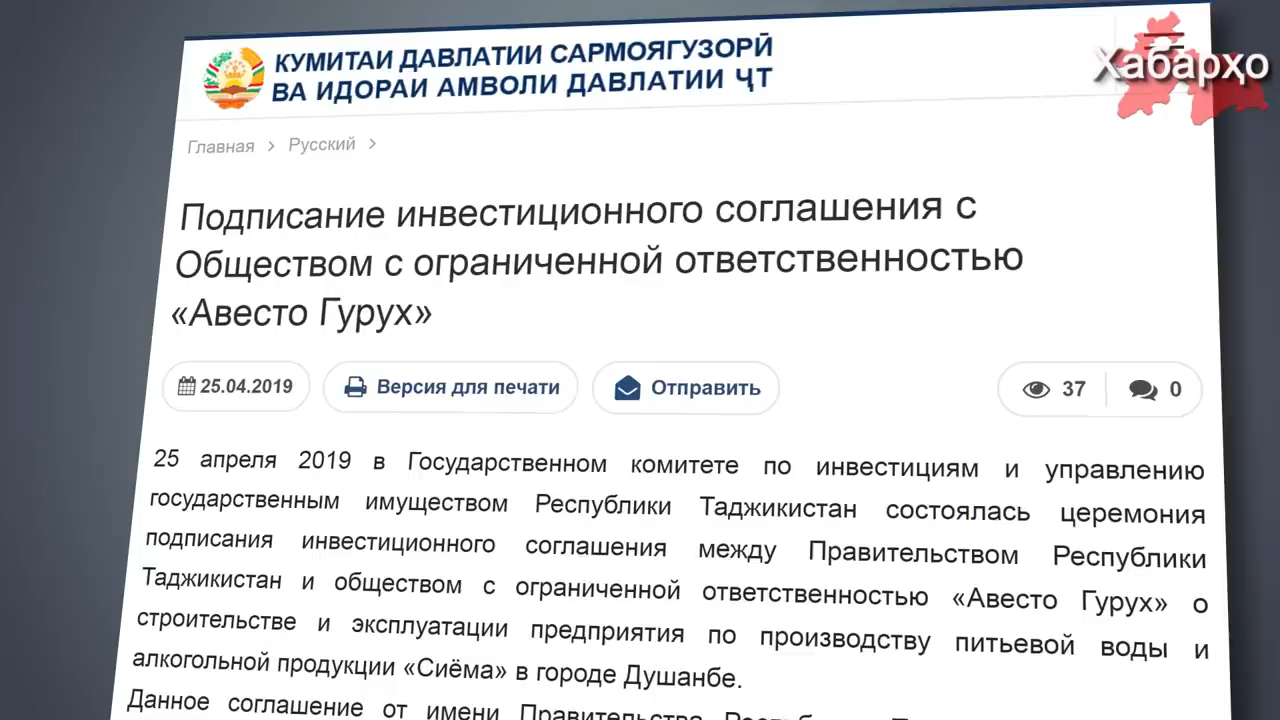 КУМИТАИ ДАВЛАТИИ САРМОЯГУЗОРӢ
ВА ИДОРАИ АМВОЛИ ДАВЛАТИИ ҶТ
Хабарҳо
Главная > Русский >
Подписание инвестиционного соглашения с
Обществом с ограниченной ответственностью
«Авесто Гурух»
25.04.2019 Версия для печати Отправить 37 0
25 апреля 2019 в Государственном комитете по инвестициям и управлению
государственным имуществом Республики Таджикистан состоялась церемония
подписания инвестиционного соглашения между Правительством Республики
Таджикистан и обществом с ограниченной ответственностью «Авесто Гурух» о
строительстве и эксплуатации предприятия по производству питьевой воды и
алкогольной продукции «Сиёма» в городе Душанбе.
Данное соглашение от имени Правительства